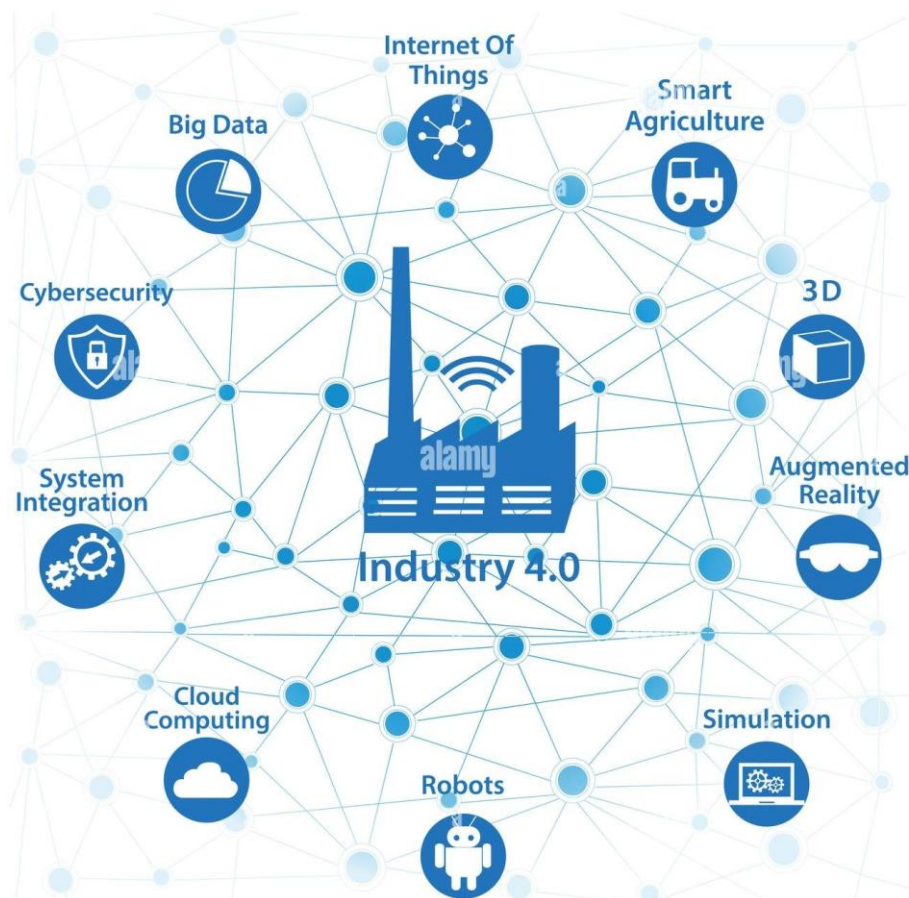 Internet Of
Things
Smart
Agriculture
Big Data
Cybersecurity
3D
System
Integration
Augmented
Reality
alamy
Industry 4.0
Cloud
Computing
Simulation
Robots